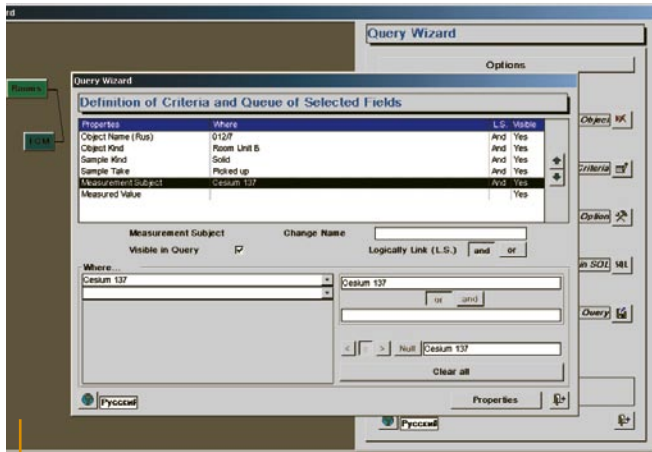 rd
Query Wizard
Options
Rooms
FCM
Object
Criteria
Option
in SQL SQL
Query
Русский
Query Wizard
Definition of Criteria and Queue of Selected Fields
Properties Where L.S. Visible
Object Name (Rus) 012/7 And Yes
Object Kind Room Unit B And Yes
Sample Kind Solid And Yes
Sample Take Picked up And Yes
Measurement Subject Cesium 137 And Yes
Measured Value Yes
Measurement Subject Change Name
Visible in Query Logically Link (L.S.) and or
Where...
Cesium 137 Cesium 137
or and
< = > Null Cesium 137
Clear all
Русский Properties